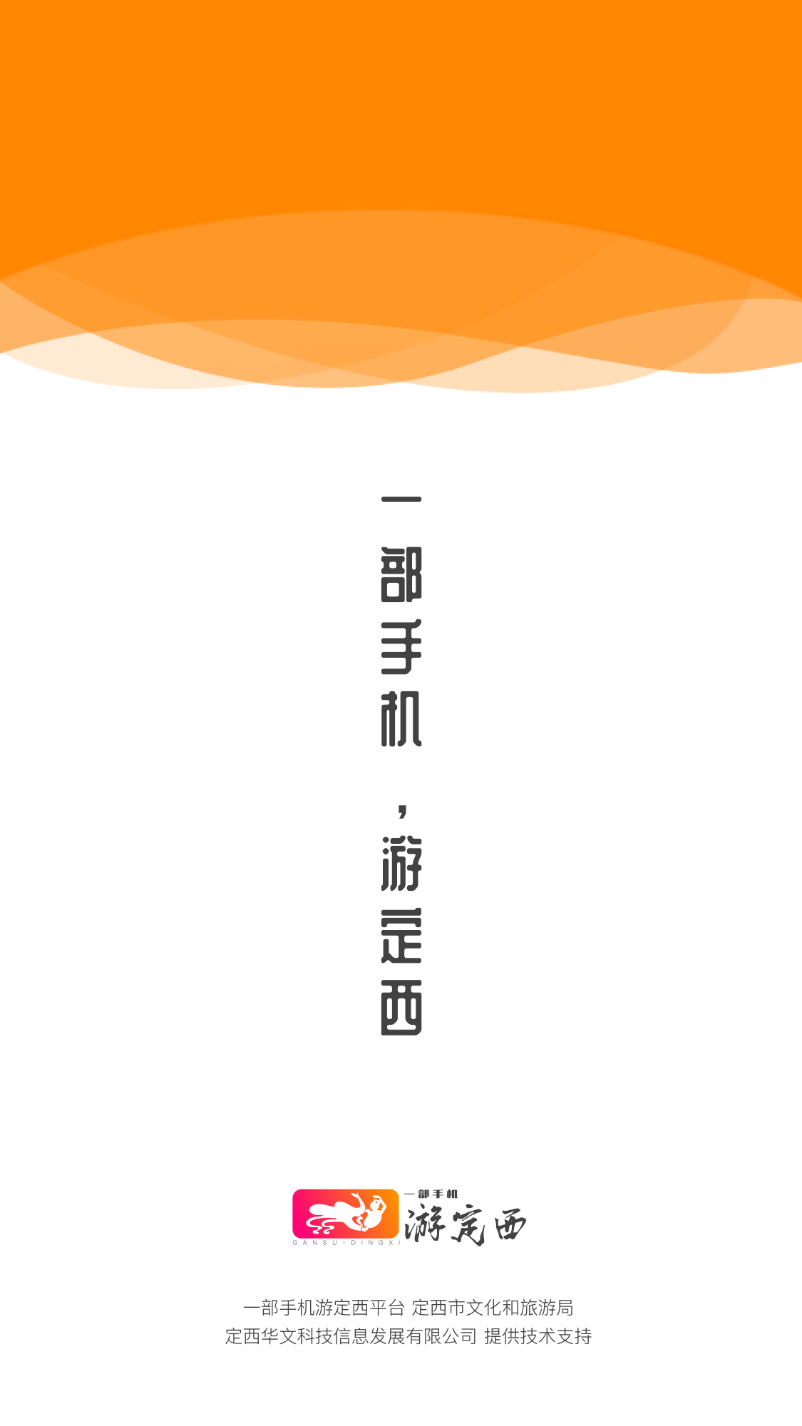 一部手机，游定西
一部手机
游定西
GANSU·DINGXI
一部手机游定西平台 定西市文化和旅游局
定西华文科技信息发展有限公司 提供技术支持